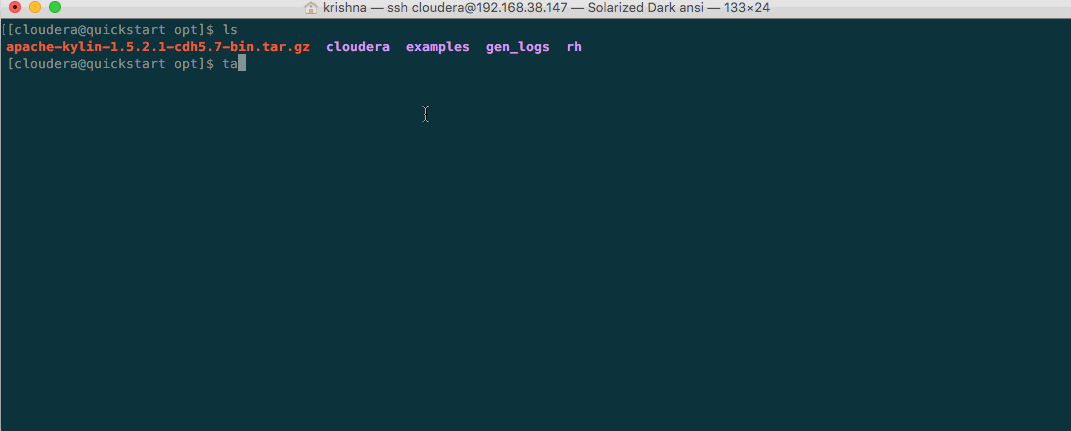 krishna — ssh cloudera@192.168.38.147 — Solarized Dark ansi — 133×24
[[cloudera@quickstart opt]$ ls
apache-kylin-1.5.2.1-cdh5.7-bin.tar.gz  cloudera  examples  gen_logs  rh
[cloudera@quickstart opt]$ ta